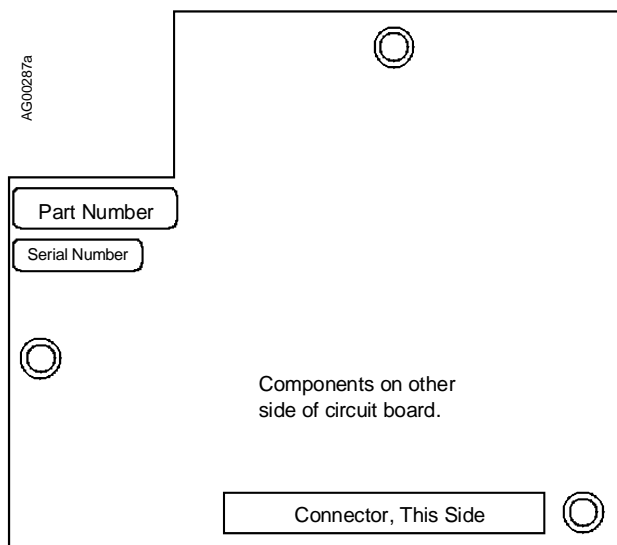 AG00287a
Part Number
Serial Number
Components on other
side of circuit board.
Connector, This Side